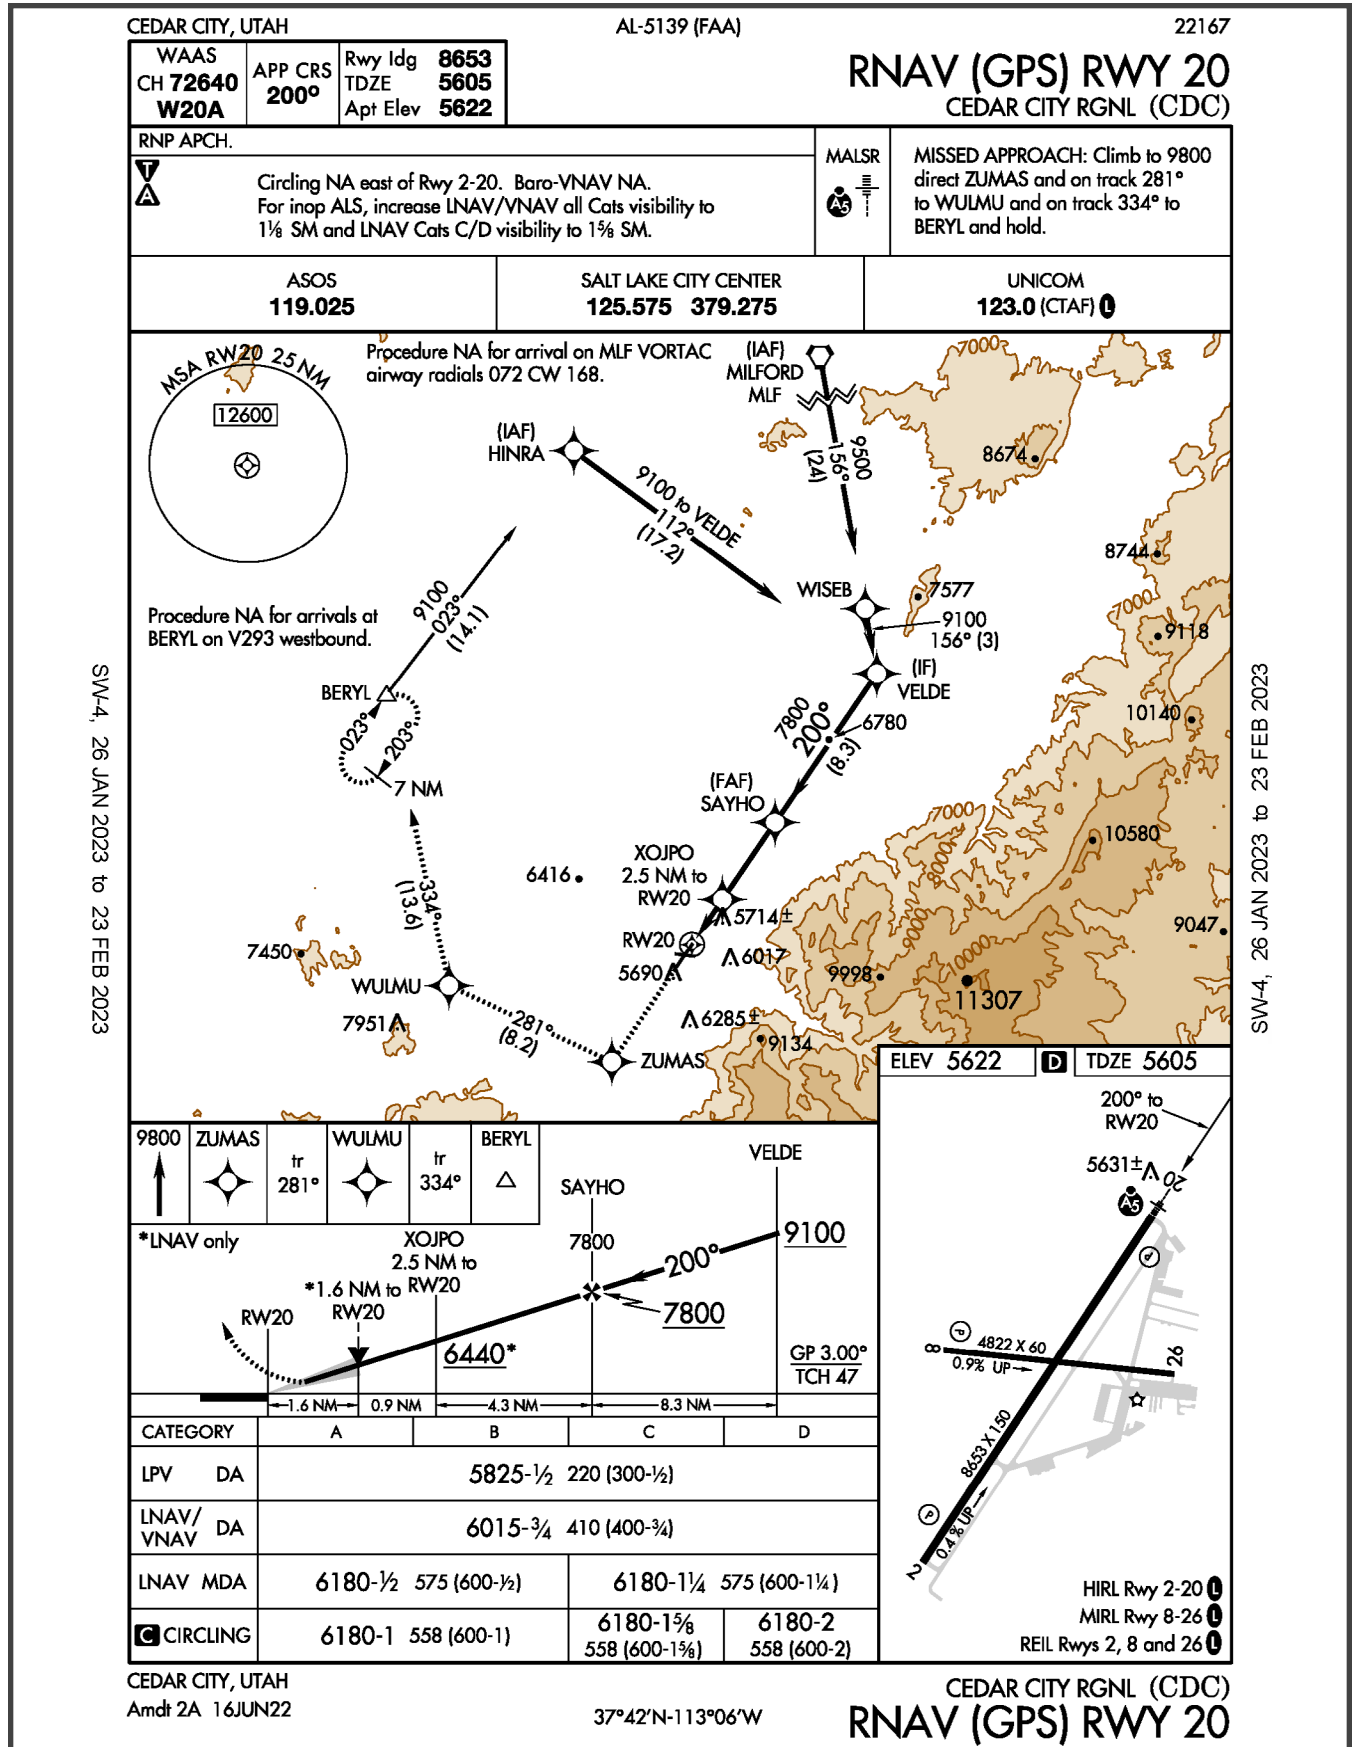 CEDAR CITY, UTAH
AL-5139 (FAA)
22167
WAAS
CH 72640
W20A
APP CRS
200°
Rwy ldg 8653
TDZE 5605
Apt Elev 5622
RNAV (GPS) RWY 20
CEDAR CITY RGNL (CDC)
RNP APCH.
T
A
Circling NA east of Rwy 2-20. Baro-VNAV NA.
For inop ALS, increase LNAV/VNAV all Cats visibility to
1⅛ SM and LNAV Cats C/D visibility to 1⅝ SM.
MALSR
A5
MISSED APPROACH: Climb to 9800
direct ZUMAS and on track 281°
to WULMU and on track 334° to
BERYL and hold.
ASOS
119.025
SALT LAKE CITY CENTER
125.575 379.275
UNICOM
123.0 (CTAF) L
MSA RW20 25 NM
12600
Procedure NA for arrival on MLF VORTAC
airway radials 072 CW 168.
(IAF)
MILFORD
MLF
7000
(IAF)
HINRA
9500
156°
(24)
8674
9100 to VELDE
112°
(17.2)
8744
WISEB
7577
7000
9100
156° (3)
9118
Procedure NA for arrivals at
BERYL on V293 westbound.
9100
023°
(14.1)
(IF)
VELDE
BERYL
023°
203°
7 NM
7800
200°
(8.3)
6780
10140
(FAF)
SAYHO
7000
8000
10580
XOJPO
2.5 NM to
RW20
6416
334°
(13.6)
5714±
9000
9047
RW20
7450
5690
6017
10000
9998
11307
WULMU
7951
281°
(8.2)
6285±
9134
ZUMAS
SW-4, 26 JAN 2023 to 23 FEB 2023
SW-4, 26 JAN 2023 to 23 FEB 2023
ELEV 5622
D
TDZE 5605
200° to
RW20
5631±
20
A5
P
P
4822 X 60
0.9% UP
8
26
8653 X 150
P
0.4% UP
2
HIRL Rwy 2-20 L
MIRL Rwy 8-26 L
REIL Rwys 2, 8 and 26 L
9800
ZUMAS
tr
281°
WULMU
tr
334°
BERYL
VELDE
SAYHO
*LNAV only
XOJPO
2.5 NM to
RW20
*1.6 NM to
RW20
RW20
7800
200°
9100
7800
6440*
GP 3.00°
TCH 47
1.6 NM
0.9 NM
4.3 NM
8.3 NM
CATEGORY A B C D
LPV DA 5825-½ 220 (300-½)
LNAV/
VNAV DA 6015-¾ 410 (400-¾)
LNAV MDA 6180-½ 575 (600-½) 6180-1¼ 575 (600-1¼)
C CIRCLING 6180-1 558 (600-1) 6180-1⅝ 558 (600-1⅝) 6180-2 558 (600-2)
CEDAR CITY, UTAH
Amdt 2A 16JUN22
37°42'N-113°06'W
CEDAR CITY RGNL (CDC)
RNAV (GPS) RWY 20